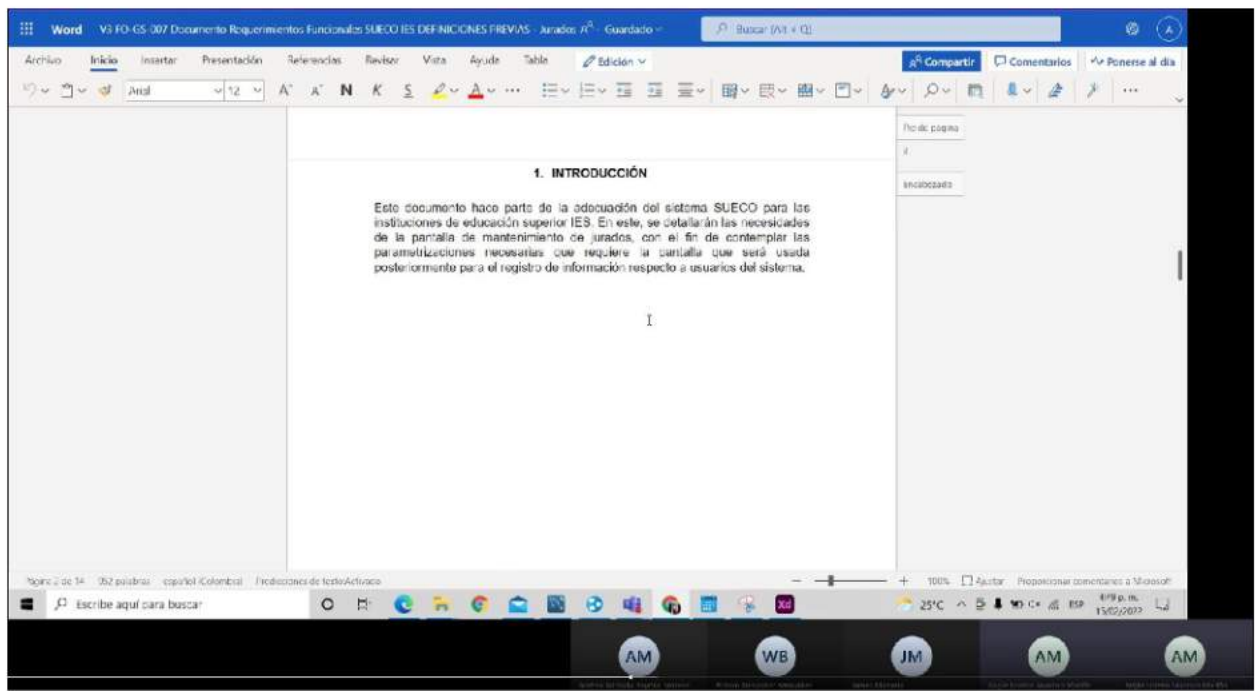 Word V3 FO-GS-007 Documento Requerimientos Funcionales SUECO IES DEFINICIONES PREVIAS - Jurados - Guardado
Buscar (Alt + Q)
Archivo Inicio Insertar Presentación Referencias Revisar Vista Ayuda Tabla Edición Compartir Comentarios Ponerse al día
Arial 12 N K S
Pie de página
Encabezado
1. INTRODUCCIÓN
Este documento hace parte de la adecuación del sistema SUECO para las
instituciones de educación superior IES. En este, se detallarán las necesidades
de la pantalla de mantenimiento de jurados, con el fin de contemplar las
parametrizaciones necesarias que requiere la pantalla que será usada
posteriormente para el registro de información respecto a usuarios del sistema.
Página 2 de 14 952 palabras español (Colombia) Predicciones de texto: Activado 100% Ajustar Proporcionar comentarios a Microsoft
Escribe aquí para buscar Xd 25°C ESP p. m.
15/02/2022
AM WB JM AM AM